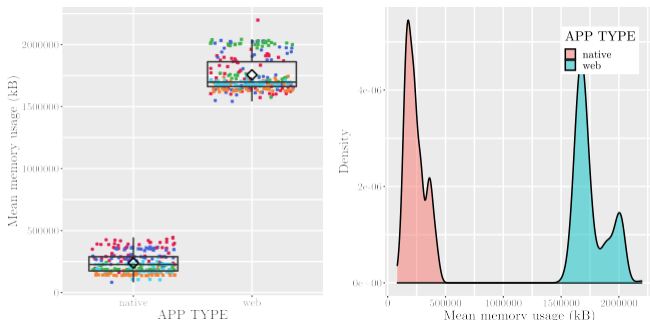 Mean memory usage (kB)
2000000
1500000
1000000
500000
0
native
web
APP TYPE
Density
4e-06
2e-06
0e-00
APP TYPE
native
web
0
500000
1000000
1500000
2000000
Mean memory usage (kB)